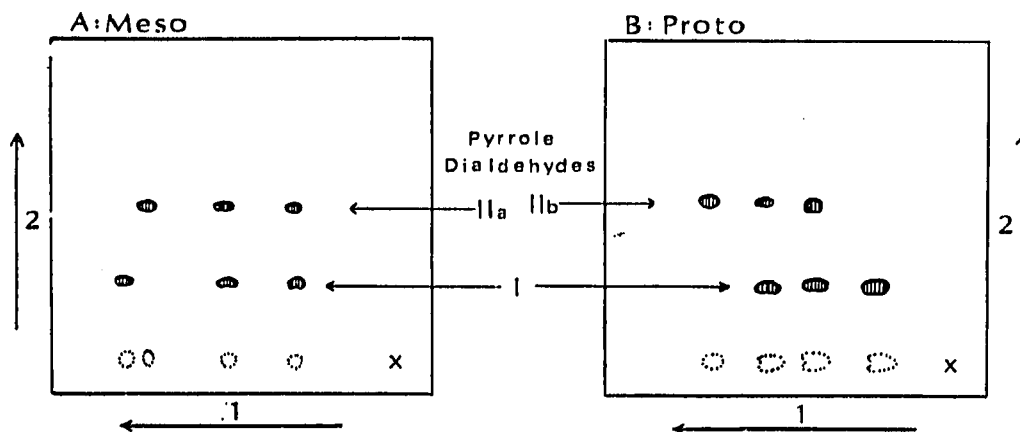 A:Meso
B: Proto
Pyrrole
Dialdehydes
2
IIa IIb
2
I
x
x
1
1